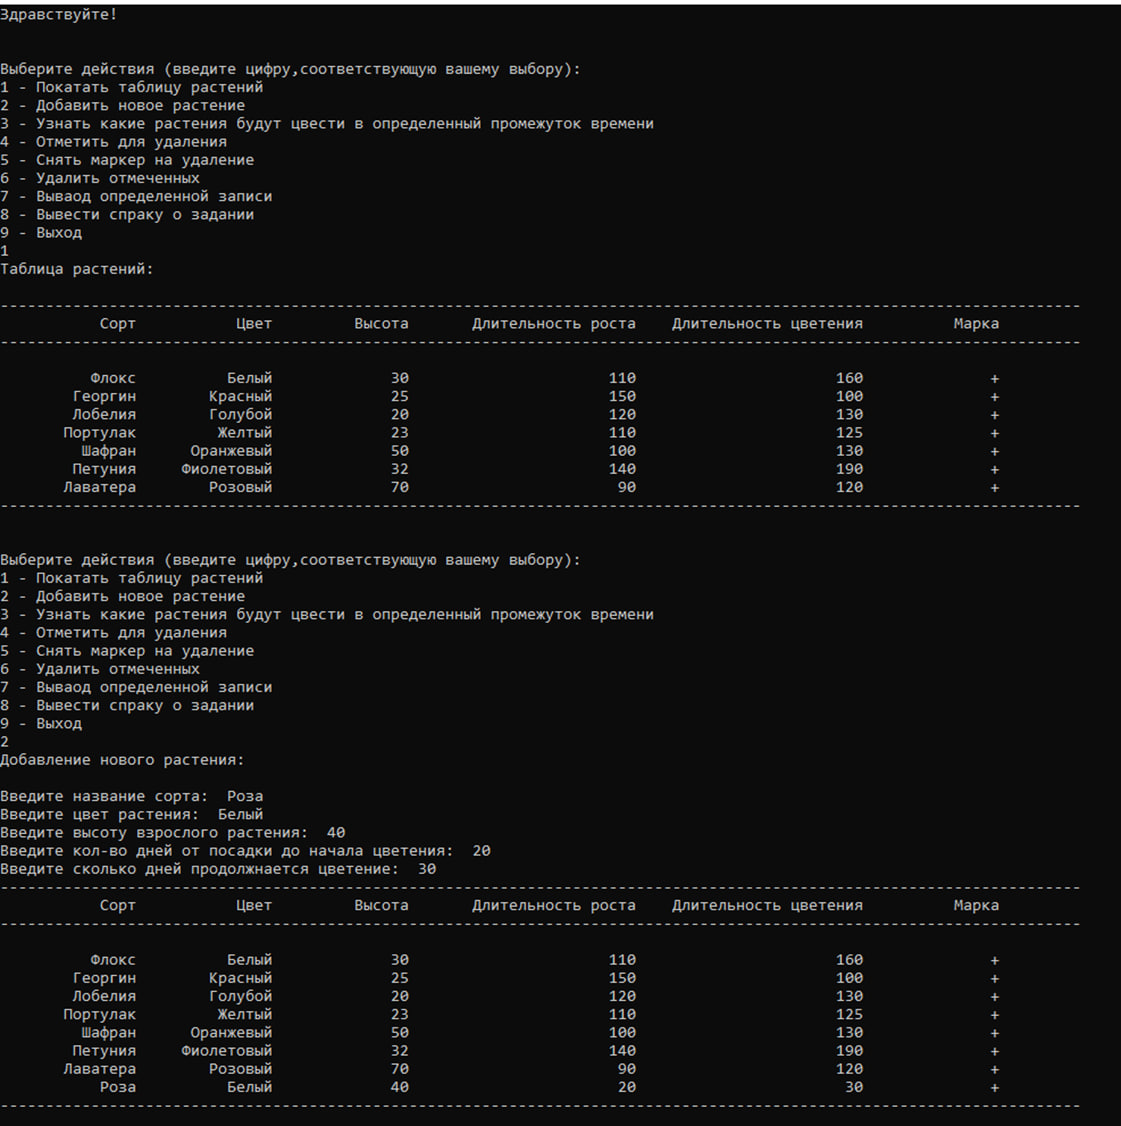 Здравствуйте!
Выберите действия (введите цифру,соответствующую вашему выбору):
1 - Покатать таблицу растений
2 - Добавить новое растение
3 - Узнать какие растения будут цвести в определенный промежуток времени
4 - Отметить для удаления
5 - Снять маркер на удаление
6 - Удалить отмеченных
7 - Вываод определенной записи
8 - Вывести спраку о задании
9 - Выход
1
Таблица растений:
------------------------------------------------------------------------------------------------------------------------
Сорт Цвет Высота Длительность роста Длительность цветения Марка
------------------------------------------------------------------------------------------------------------------------
Флокс Белый 30 110 160 +
Георгин Красный 25 150 100 +
Лобелия Голубой 20 120 130 +
Портулак Желтый 23 110 125 +
Шафран Оранжевый 50 100 130 +
Петуния Фиолетовый 32 140 190 +
Лаватера Розовый 70 90 120 +
------------------------------------------------------------------------------------------------------------------------
Выберите действия (введите цифру,соответствующую вашему выбору):
1 - Покатать таблицу растений
2 - Добавить новое растение
3 - Узнать какие растения будут цвести в определенный промежуток времени
4 - Отметить для удаления
5 - Снять маркер на удаление
6 - Удалить отмеченных
7 - Вываод определенной записи
8 - Вывести спраку о задании
9 - Выход
2
Добавление нового растения:
Введите название сорта: Роза
Введите цвет растения: Белый
Введите высоту взрослого растения: 40
Введите кол-во дней от посадки до начала цветения: 20
Введите сколько дней продолжнается цветение: 30
------------------------------------------------------------------------------------------------------------------------
Сорт Цвет Высота Длительность роста Длительность цветения Марка
------------------------------------------------------------------------------------------------------------------------
Флокс Белый 30 110 160 +
Георгин Красный 25 150 100 +
Лобелия Голубой 20 120 130 +
Портулак Желтый 23 110 125 +
Шафран Оранжевый 50 100 130 +
Петуния Фиолетовый 32 140 190 +
Лаватера Розовый 70 90 120 +
Роза Белый 40 20 30 +
------------------------------------------------------------------------------------------------------------------------